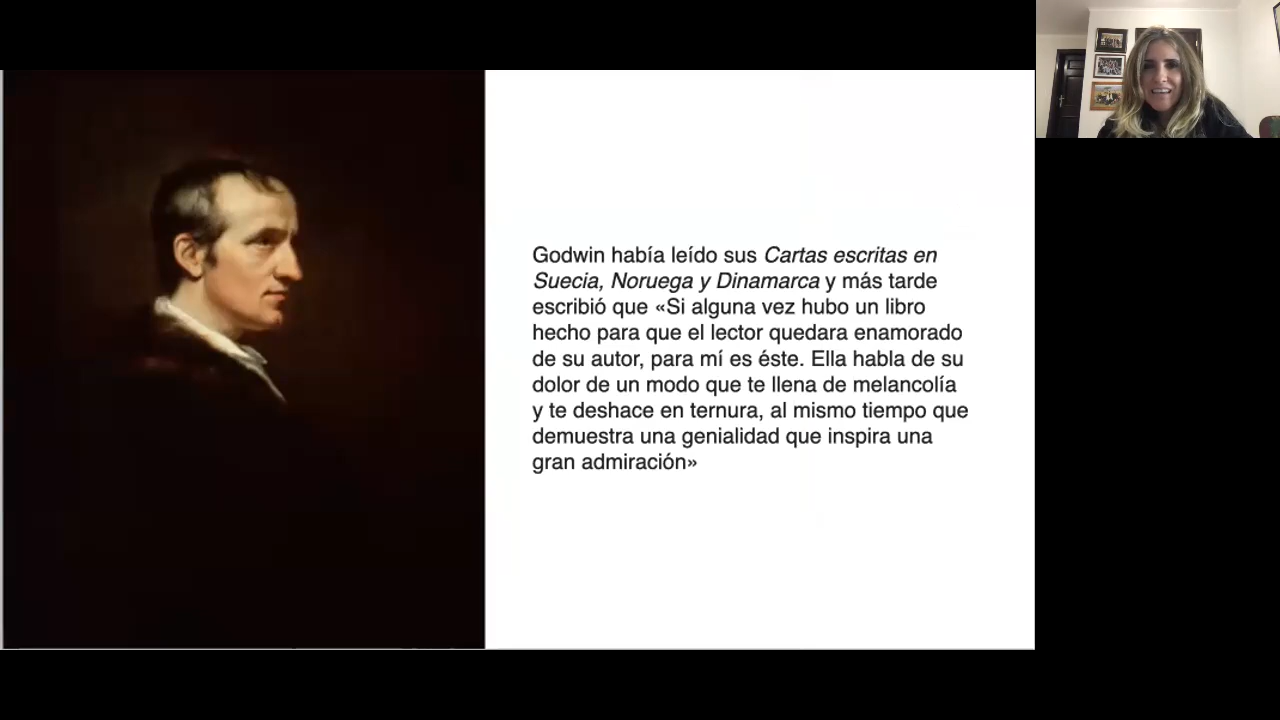 Godwin había leído sus Cartas escritas en
Suecia, Noruega y Dinamarca y más tarde
escribió que «Si alguna vez hubo un libro
hecho para que el lector quedara enamorado
de su autor, para mí es éste. Ella habla de su
dolor de un modo que te llena de melancolía
y te deshace en ternura, al mismo tiempo que
demuestra una genialidad que inspira una
gran admiración»